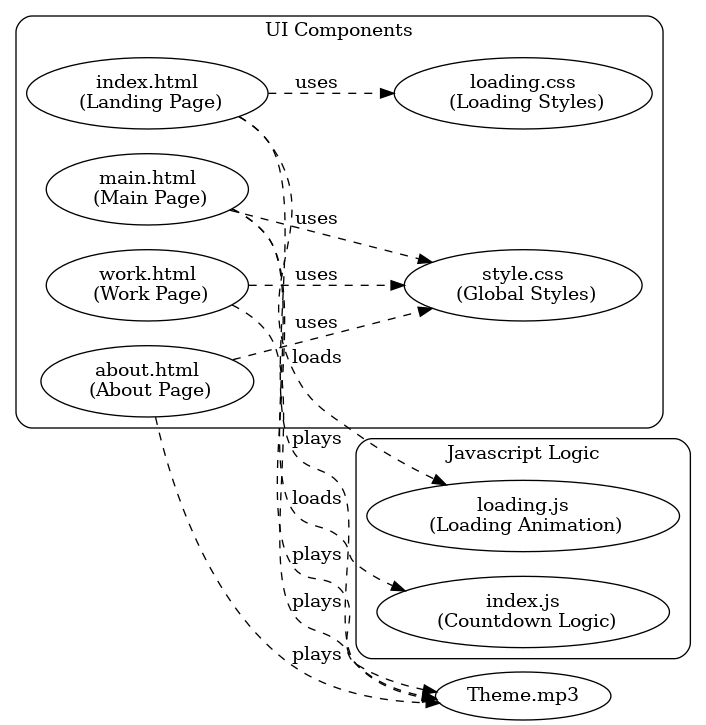 UI Components
index.html
(Landing Page)
uses
loading.css
(Loading Styles)
main.html
(Main Page)
uses
work.html
(Work Page)
uses
style.css
(Global Styles)
uses
about.html
(About Page)
loads
plays
Javascript Logic
loads
loading.js
(Loading Animation)
plays
plays
index.js
(Countdown Logic)
plays
Theme.mp3